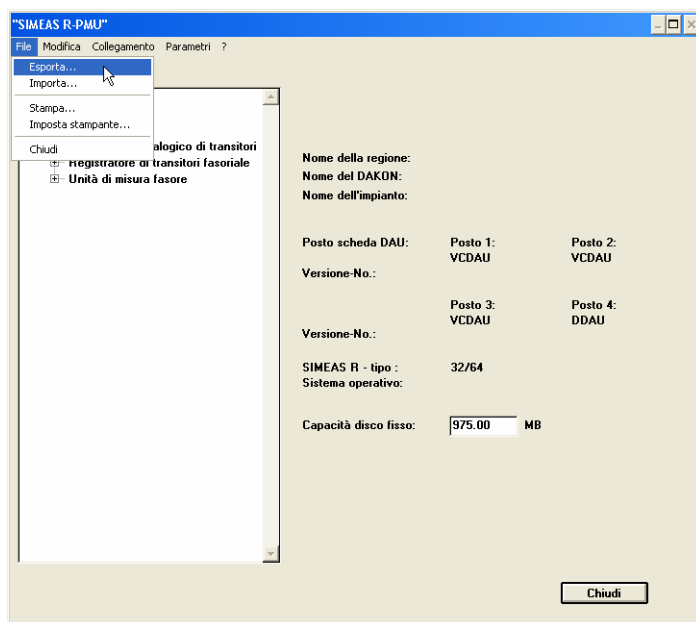 "SIMEAS R-PMU"
File Modifica Collegamento Parametri ?
Esporta...
Importa...
Stampa...
Imposta stampante...
Chiudi
alogico di transitori
Registratore di transitori fasoriale
Unità di misura fasore
Nome della regione:
Nome del DAKON:
Nome dell'impianto:
Posto scheda DAU: Posto 1: Posto 2:
VCDAU VCDAU
Versione-No.:
Posto 3: Posto 4:
VCDAU DDAU
Versione-No.:
SIMEAS R - tipo : 32/64
Sistema operativo:
Capacità disco fisso: 975.00 MB
Chiudi